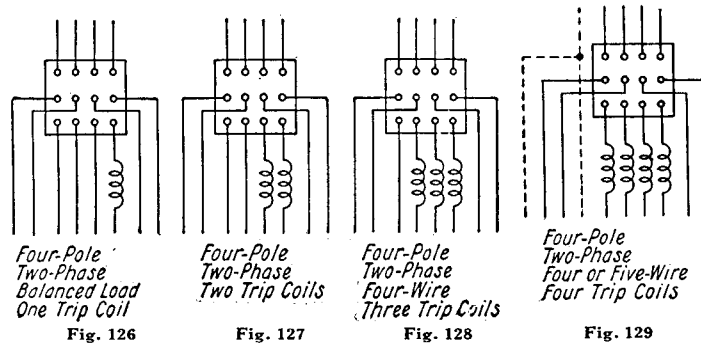 Four-Pole
Two-Phase
Balanced Load
One Trip Coil
Fig. 126
Four-Pole
Two-Phase
Two Trip Coils
Fig. 127
Four-Pole
Two-Phase
Four-Wire
Three Trip Coils
Fig. 128
Four-Pole
Two-Phase
Four or Five-Wire
Four Trip Coils
Fig. 129